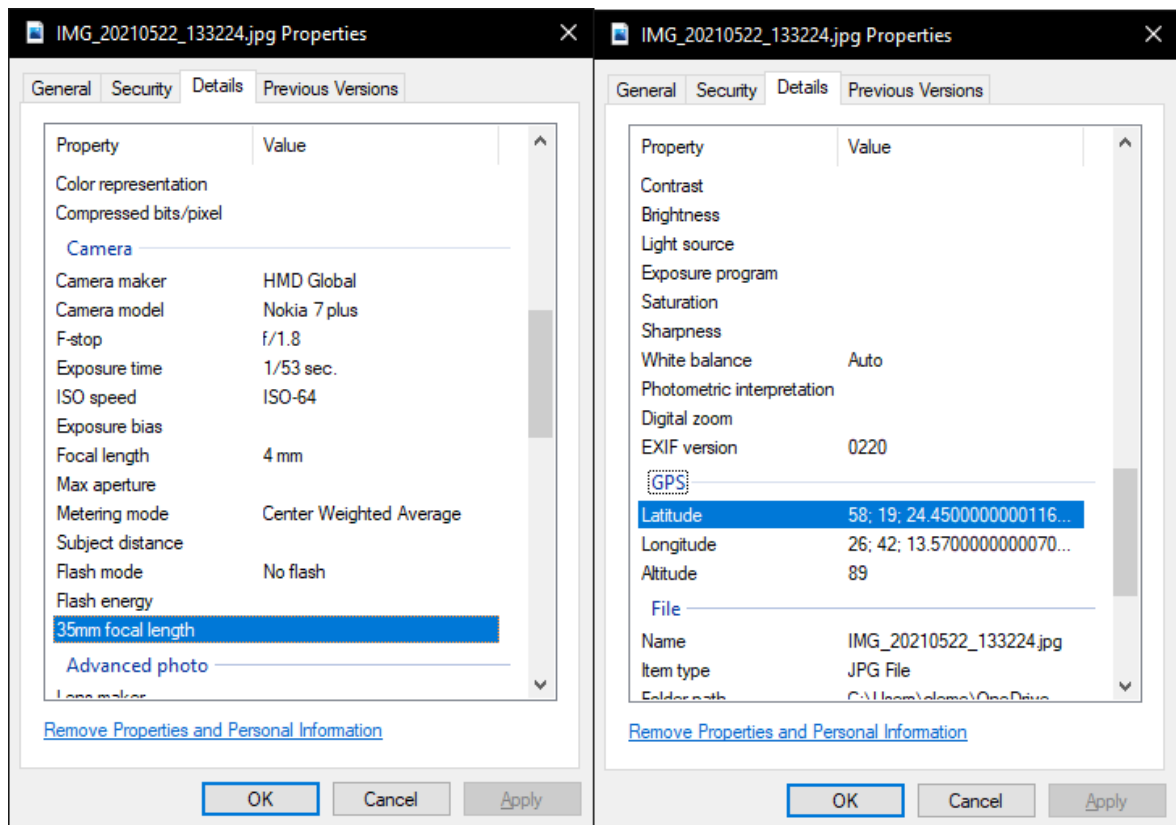 IMG_20210522_133224.jpg Properties
General Security Details Previous Versions
Property Value
Color representation
Compressed bits/pixel
Camera
Camera maker HMD Global
Camera model Nokia 7 plus
F-stop f/1.8
Exposure time 1/53 sec.
ISO speed ISO-64
Exposure bias
Focal length 4 mm
Max aperture
Metering mode Center Weighted Average
Subject distance
Flash mode No flash
Flash energy
35mm focal length
Advanced photo
Lens maker
Remove Properties and Personal Information
OK Cancel Apply
IMG_20210522_133224.jpg Properties
General Security Details Previous Versions
Property Value
Contrast
Brightness
Light source
Exposure program
Saturation
Sharpness
White balance Auto
Photometric interpretation
Digital zoom
EXIF version 0220
GPS
Latitude 58; 19; 24.4500000000116...
Longitude 26; 42; 13.5700000000070...
Altitude 89
File
Name IMG_20210522_133224.jpg
Item type JPG File
Folder path
Remove Properties and Personal Information
OK Cancel Apply